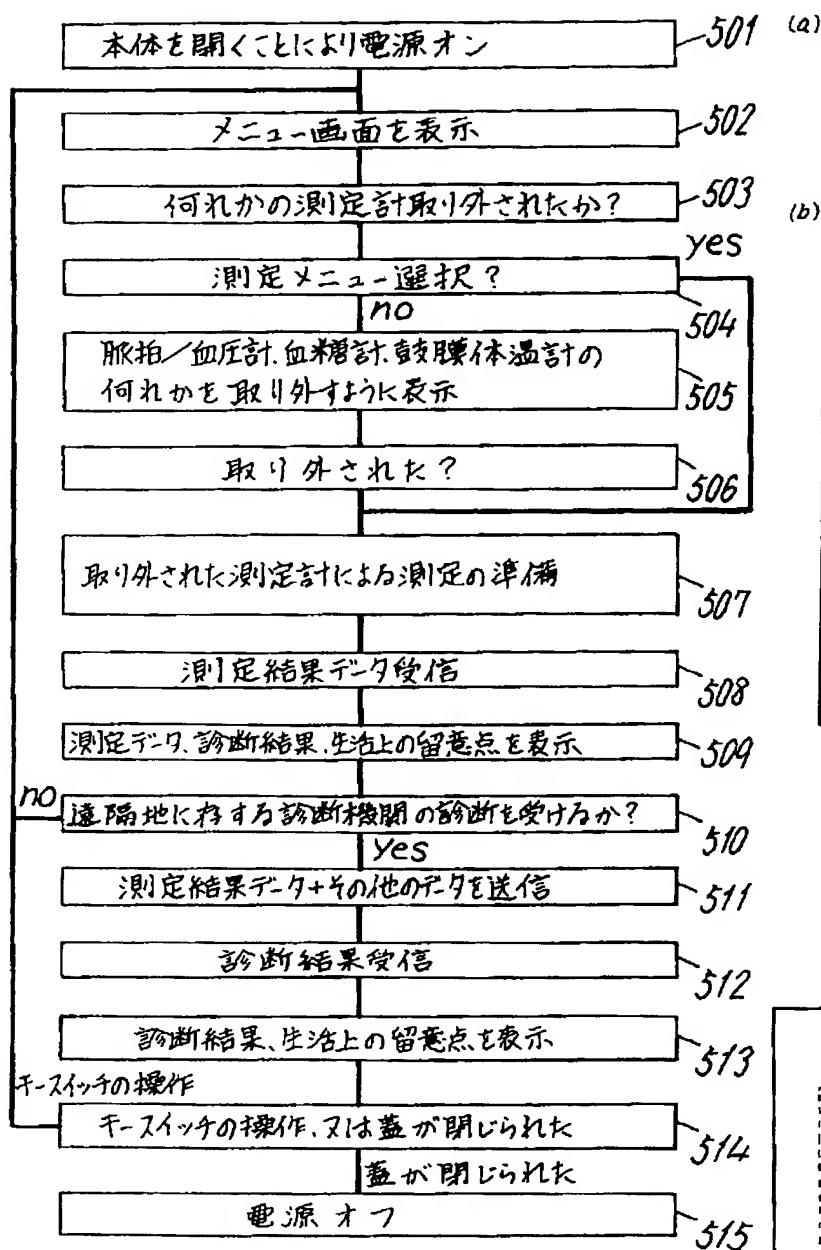 本体を開くことにより電源オン
501
(a)
メニュー画面を表示
502
何れかの測定計取り外されたか?
503
(b)
yes
測定メニュー選択?
504
no
脈拍/血圧計、血糖計、鼓膜体温計の
何れかを取り外すように表示
505
取り外された?
506
取り外された測定計による測定の準備
507
測定結果データ受信
508
測定データ、診断結果、生活上の留意点を表示
509
no
遠隔地に存する診断機関の診断を受けるか?
510
yes
測定結果データ+その他のデータを送信
511
診断結果受信
512
診断結果、生活上の留意点を表示
513
キースイッチの操作
キースイッチの操作、又は蓋が閉じられた
514
蓋が閉じられた
電源オフ
515